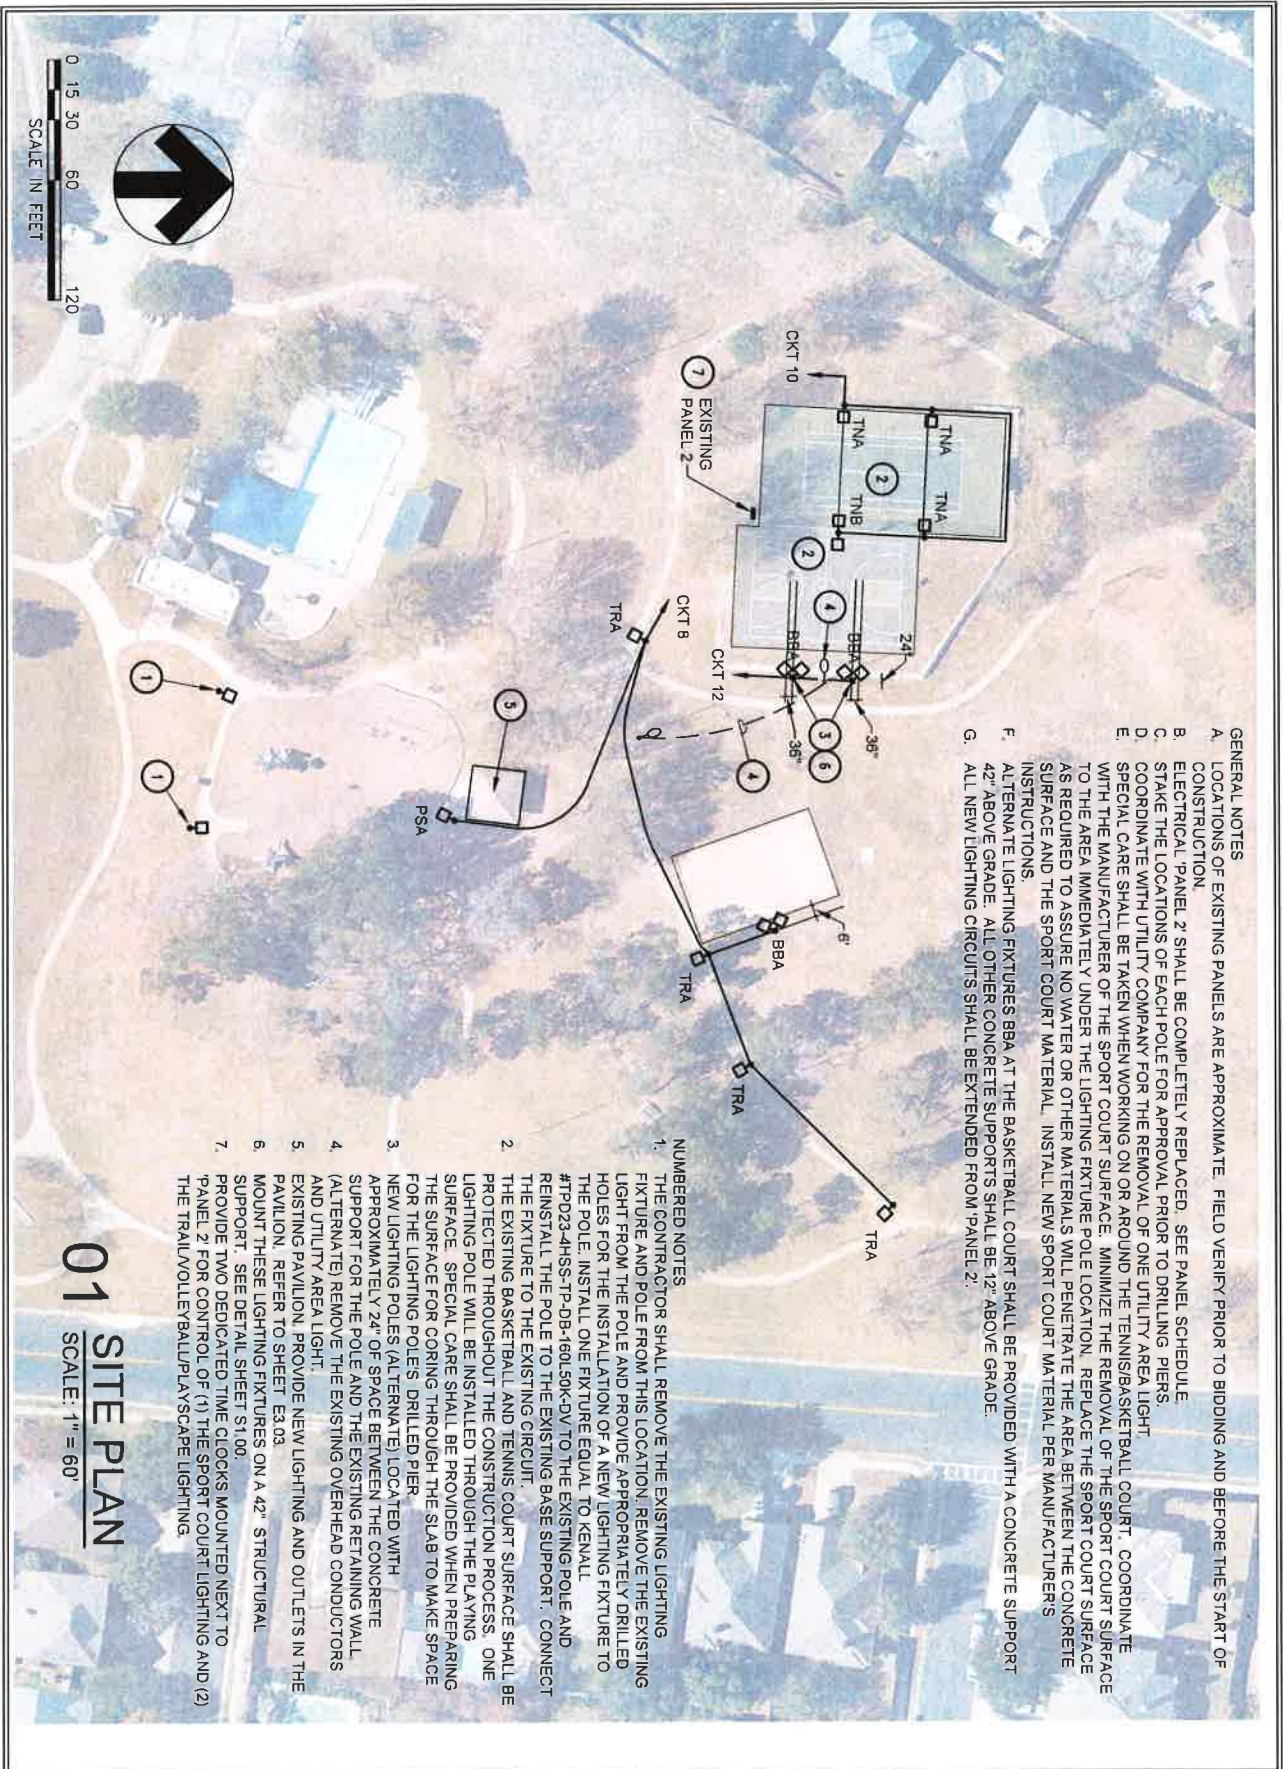 GENERAL NOTES
A. LOCATIONS OF EXISTING PANELS ARE APPROXIMATE. FIELD VERIFY PRIOR TO BIDDING AND BEFORE THE START OF
CONSTRUCTION.
B. ELECTRICAL 'PANEL 2' SHALL BE COMPLETELY REPLACED. SEE PANEL SCHEDULE.
C. STAKE THE LOCATIONS OF EACH POLE FOR APPROVAL PRIOR TO DRILLING PIERS.
D. COORDINATE WITH UTILITY COMPANY FOR THE REMOVAL OF ONE UTILITY AREA LIGHT.
E. SPECIAL CARE SHALL BE TAKEN WHEN WORKING ON OR AROUND THE TENNIS/BASKETBALL COURT. COORDINATE
WITH THE MANUFACTURER OF THE SPORT COURT SURFACE. MINIMIZE THE REMOVAL OF THE SPORT COURT SURFACE
TO THE AREA IMMEDIATELY UNDER THE LIGHTING FIXTURE POLE LOCATION. REPLACE THE SPORT COURT SURFACE
AS REQUIRED TO ASSURE NO WATER OR OTHER MATERIALS WILL PENETRATE THE AREA BETWEEN THE CONCRETE
SURFACE AND THE SPORT COURT MATERIAL. INSTALL NEW SPORT COURT MATERIAL PER MANUFACTURER'S
INSTRUCTIONS.
F. ALTERNATE LIGHTING FIXTURES BBA AT THE BASKETBALL COURT SHALL BE PROVIDED WITH A CONCRETE SUPPORT
42" ABOVE GRADE. ALL OTHER CONCRETE SUPPORTS SHALL BE 12" ABOVE GRADE.
G. ALL NEW LIGHTING CIRCUITS SHALL BE EXTENDED FROM 'PANEL 2'.
TNA
TNA
2
TNA
TNB
2
CKT 10
7 EXISTING
PANEL 2
24"
BBA
BBA
4
36"
36"
3
6
CKT 12
4
CKT 8
TRA
6'
BBA
TRA
TRA
TRA
5
PSA
1
1
NUMBERED NOTES
1. THE CONTRACTOR SHALL REMOVE THE EXISTING LIGHTING
FIXTURE AND POLE FROM THIS LOCATION. REMOVE THE EXISTING
LIGHT FROM THE POLE AND PROVIDE APPROPRIATELY DRILLED
HOLES FOR THE INSTALLATION OF A NEW LIGHTING FIXTURE TO
THE POLE. INSTALL ONE FIXTURE EQUAL TO KENALL
#TPD23-4HSS-TP-DB-160L50K-DV TO THE EXISTING POLE AND
REINSTALL THE POLE TO THE EXISTING BASE SUPPORT. CONNECT
THE FIXTURE TO THE EXISTING CIRCUIT.
2. THE EXISTING BASKETBALL AND TENNIS COURT SURFACE SHALL BE
PROTECTED THROUGHOUT THE CONSTRUCTION PROCESS. ONE
LIGHTING POLE WILL BE INSTALLED THROUGH THE PLAYING
SURFACE. SPECIAL CARE SHALL BE PROVIDED WHEN PREPARING
THE SURFACE FOR CORING THROUGH THE SLAB TO MAKE SPACE
FOR THE LIGHTING POLE'S DRILLED PIER.
3. NEW LIGHTING POLES (ALTERNATE) LOCATED WITH
APPROXIMATELY 24" OF SPACE BETWEEN THE CONCRETE
SUPPORT FOR THE POLE AND THE EXISTING RETAINING WALL.
4. (ALTERNATE) REMOVE THE EXISTING OVERHEAD CONDUCTORS
AND UTILITY AREA LIGHT.
5. EXISTING PAVILION. PROVIDE NEW LIGHTING AND OUTLETS IN THE
PAVILION. REFER TO SHEET E3.03.
6. MOUNT THESE LIGHTING FIXTURES ON A 42" STRUCTURAL
SUPPORT. SEE DETAIL SHEET S1.00.
7. PROVIDE TWO DEDICATED TIME CLOCKS MOUNTED NEXT TO
'PANEL 2' FOR CONTROL OF (1) THE SPORT COURT LIGHTING AND (2)
THE TRAIL/VOLLEYBALL/PLAYSCAPE LIGHTING.
0 15 30 60 120
SCALE IN FEET
01 SITE PLAN
SCALE: 1" = 60'